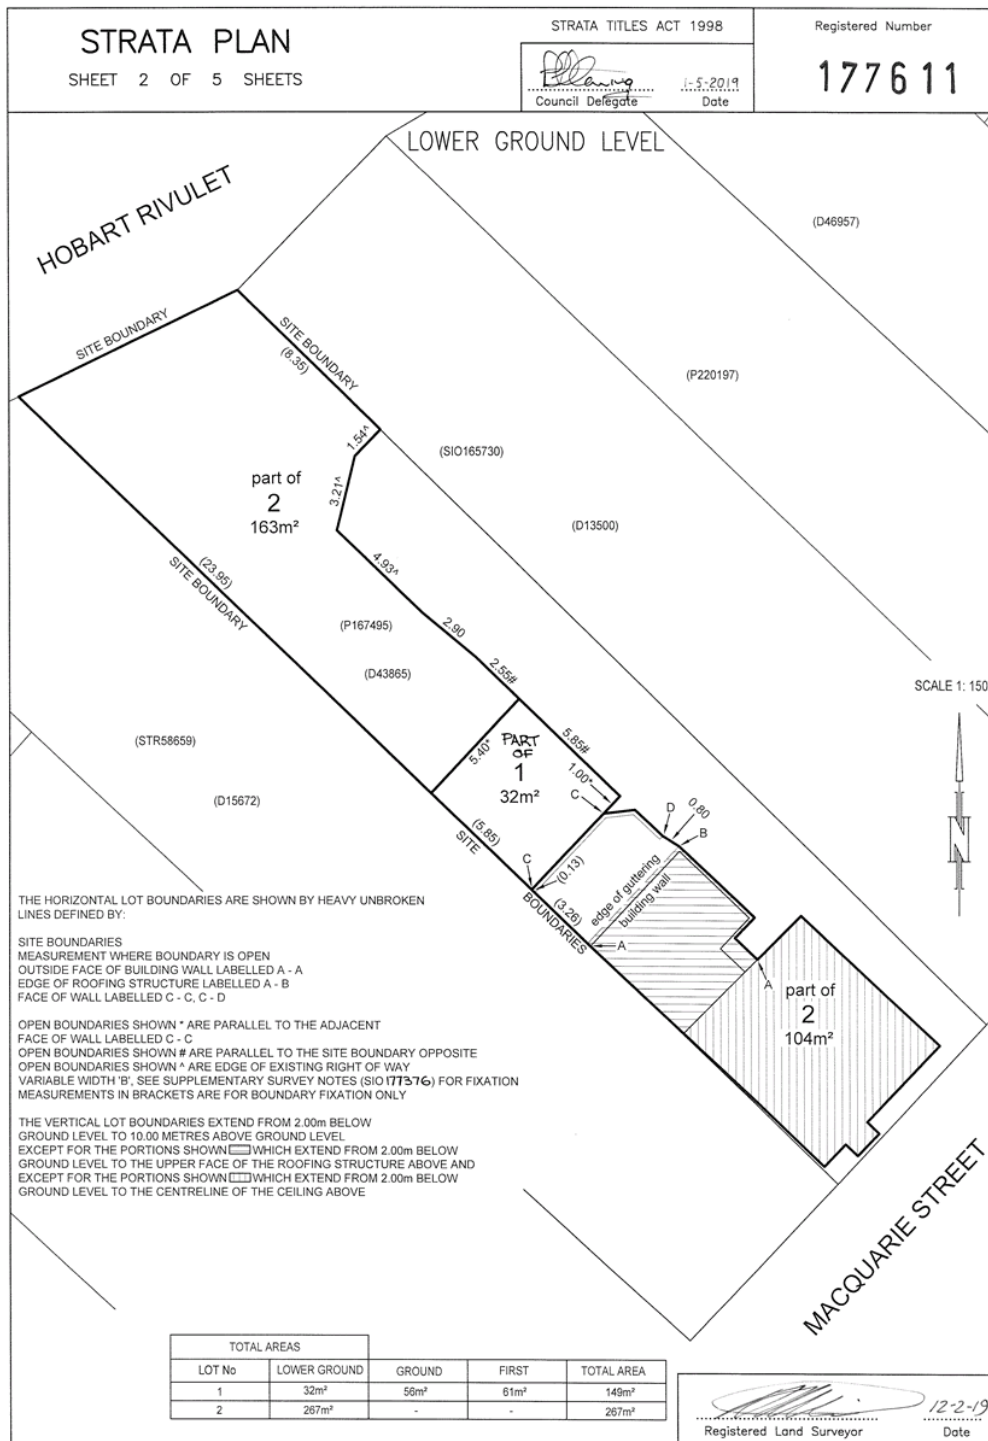 STRATA PLAN
SHEET 2 OF 5 SHEETS
STRATA TITLES ACT 1998
1-5-2019
Council Delegate
Date
Registered Number
177611
LOWER GROUND LEVEL
HOBART RIVULET
(D46957)
SITE BOUNDARY
SITE BOUNDARY
(8.35)
(P220197)
1.54^
(SIO165730)
part of
2
163m²
3.21^
(D13500)
4.93^
(23.95)
SITE BOUNDARY
(P167495)
2.90
(D43865)
2.55#
SCALE 1: 150
(STR58659)
5.40*
PART
OF
1
32m²
5.85#
1.00*
(D15672)
C
D
0.80
B
(5.85)
SITE
C
(0.13)
edge of guttering
building wall
(3.26)
BOUNDARIES
A
A
part of
2
104m²
THE HORIZONTAL LOT BOUNDARIES ARE SHOWN BY HEAVY UNBROKEN
LINES DEFINED BY:
SITE BOUNDARIES
MEASUREMENT WHERE BOUNDARY IS OPEN
OUTSIDE FACE OF BUILDING WALL LABELLED A - A
EDGE OF ROOFING STRUCTURE LABELLED A - B
FACE OF WALL LABELLED C - C, C - D
OPEN BOUNDARIES SHOWN * ARE PARALLEL TO THE ADJACENT
FACE OF WALL LABELLED C - C
OPEN BOUNDARIES SHOWN # ARE PARALLEL TO THE SITE BOUNDARY OPPOSITE
OPEN BOUNDARIES SHOWN ^ ARE EDGE OF EXISTING RIGHT OF WAY
VARIABLE WIDTH 'B', SEE SUPPLEMENTARY SURVEY NOTES (SIO177376) FOR FIXATION
MEASUREMENTS IN BRACKETS ARE FOR BOUNDARY FIXATION ONLY
THE VERTICAL LOT BOUNDARIES EXTEND FROM 2.00m BELOW
GROUND LEVEL TO 10.00 METRES ABOVE GROUND LEVEL
EXCEPT FOR THE PORTIONS SHOWN WHICH EXTEND FROM 2.00m BELOW
GROUND LEVEL TO THE UPPER FACE OF THE ROOFING STRUCTURE ABOVE AND
EXCEPT FOR THE PORTIONS SHOWN WHICH EXTEND FROM 2.00m BELOW
GROUND LEVEL TO THE CENTRELINE OF THE CEILING ABOVE
MACQUARIE STREET
TOTAL AREAS
LOT No LOWER GROUND GROUND FIRST TOTAL AREA
1 32m² 56m² 61m² 149m²
2 267m² - - 267m²
12-2-19
Registered Land Surveyor
Date